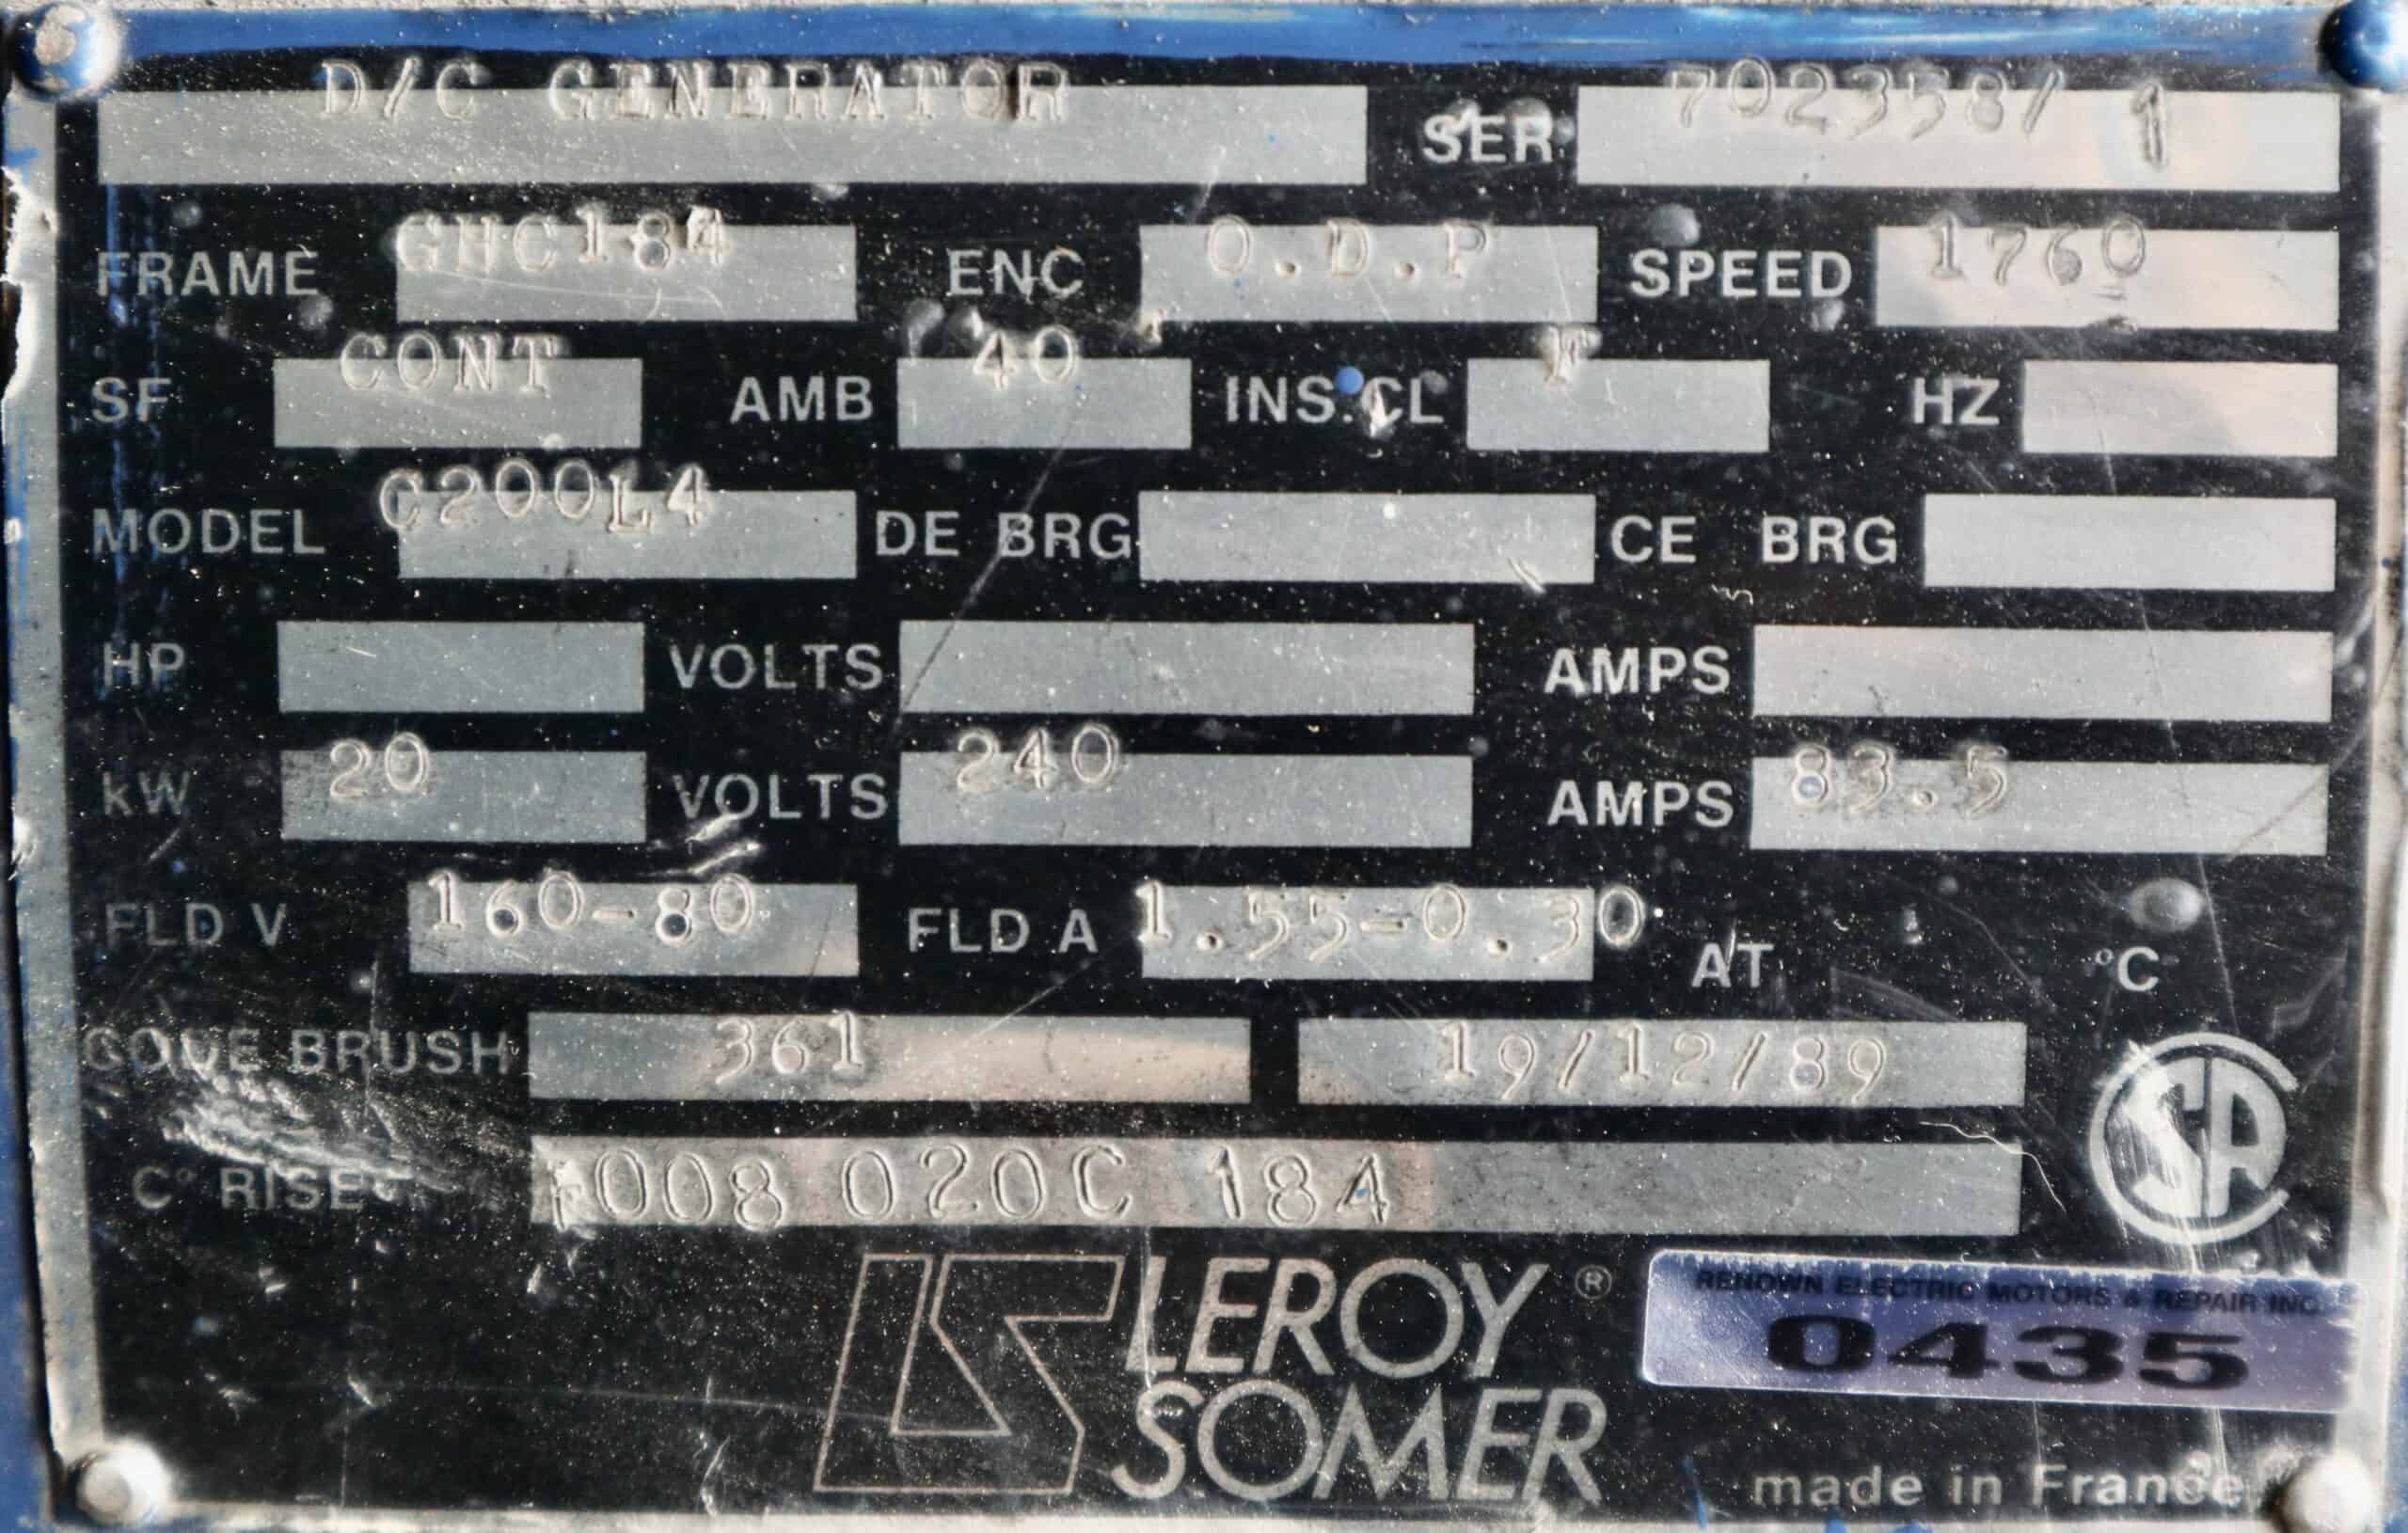 D/C GENERATOR SER 702358/ 1
FRAME GHC184 ENC O.D.P SPEED 1760
SF CONT AMB 40 INS.CL HZ
MODEL C200L4 DE BRG CE BRG
HP VOLTS AMPS
kW 20 VOLTS 240 AMPS 83.5
FLD V 160-80 FLD A 1.55-0.30 AT °C
BRUSH 361 19/12/89
C° RISE 008 020C 184
SA
LS LEROY ®
SOMER
RENOWN ELECTRIC MOTORS & REPAIR INC.
0435
made in France